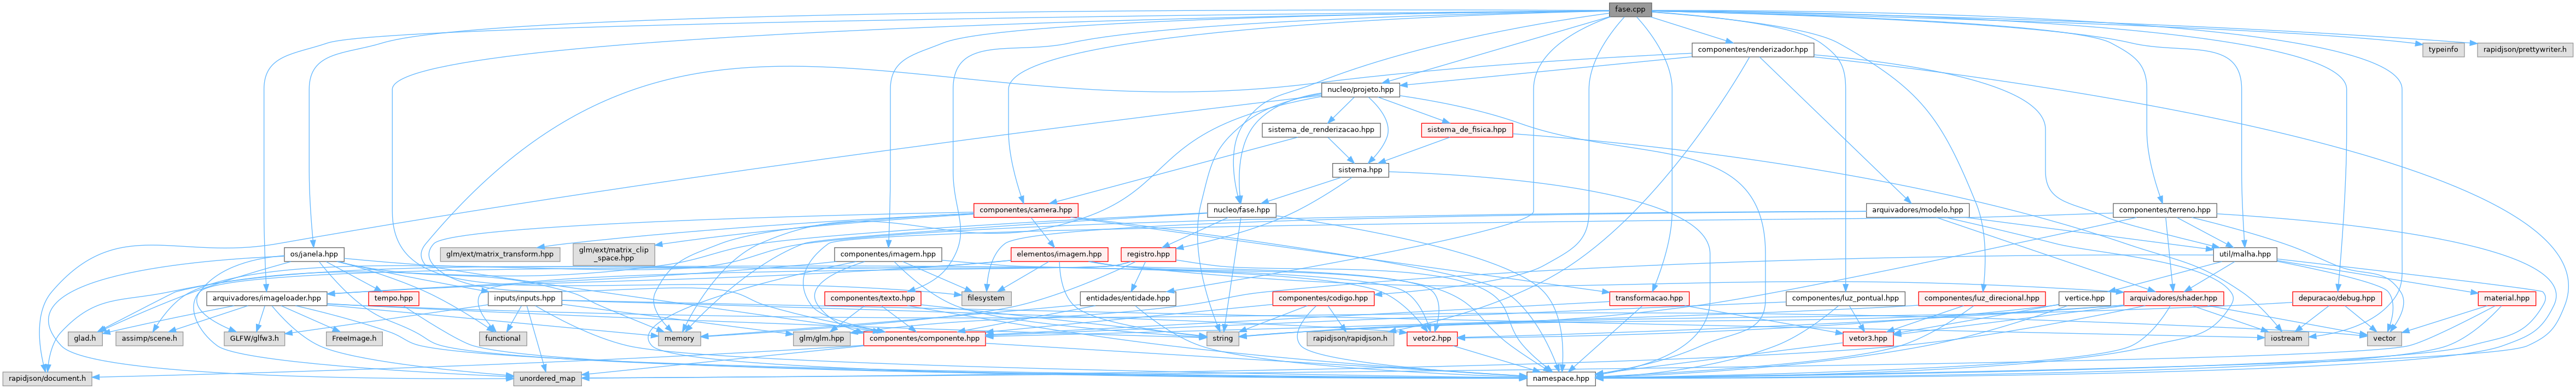 fase.cpp
componentes/renderizador.hpp
typeinfo
rapidjson/prettywriter.h
nucleo/projeto.hpp
sistema_de_renderizacao.hpp
sistema_de_fisica.hpp
sistema.hpp
componentes/camera.hpp
nucleo/fase.hpp
arquivadores/modelo.hpp
componentes/terreno.hpp
glm/ext/matrix_transform.hpp
glm/ext/matrix_clip
_space.hpp
os/janela.hpp
componentes/imagem.hpp
elementos/imagem.hpp
registro.hpp
util/malha.hpp
arquivadores/imageloader.hpp
tempo.hpp
inputs/inputs.hpp
componentes/texto.hpp
filesystem
entidades/entidade.hpp
componentes/codigo.hpp
transformacao.hpp
componentes/luz_pontual.hpp
componentes/luz_direcional.hpp
vertice.hpp
arquivadores/shader.hpp
depuracao/debug.hpp
material.hpp
glad.h
assimp/scene.h
GLFW/glfw3.h
FreeImage.h
functional
memory
glm/glm.hpp
componentes/componente.hpp
string
rapidjson/rapidjson.h
vetor2.hpp
vetor3.hpp
iostream
vector
rapidjson/document.h
unordered_map
namespace.hpp